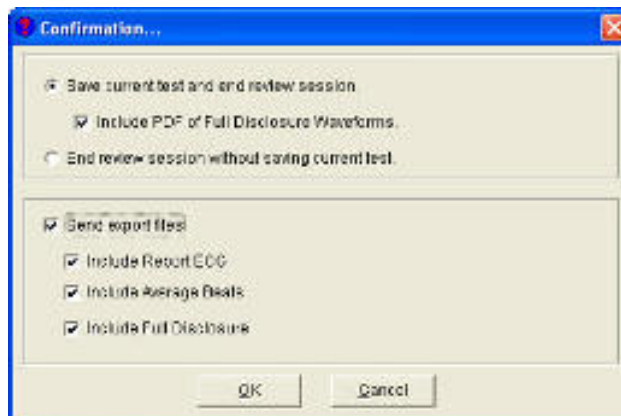 Confirmation...
Save current test and end review session
Include PDF of Full Disclosure Waveforms.
End review session without saving current test.
Send export files
Include Report ECG
Include Average Beats
Include Full Disclosure
OK
Cancel